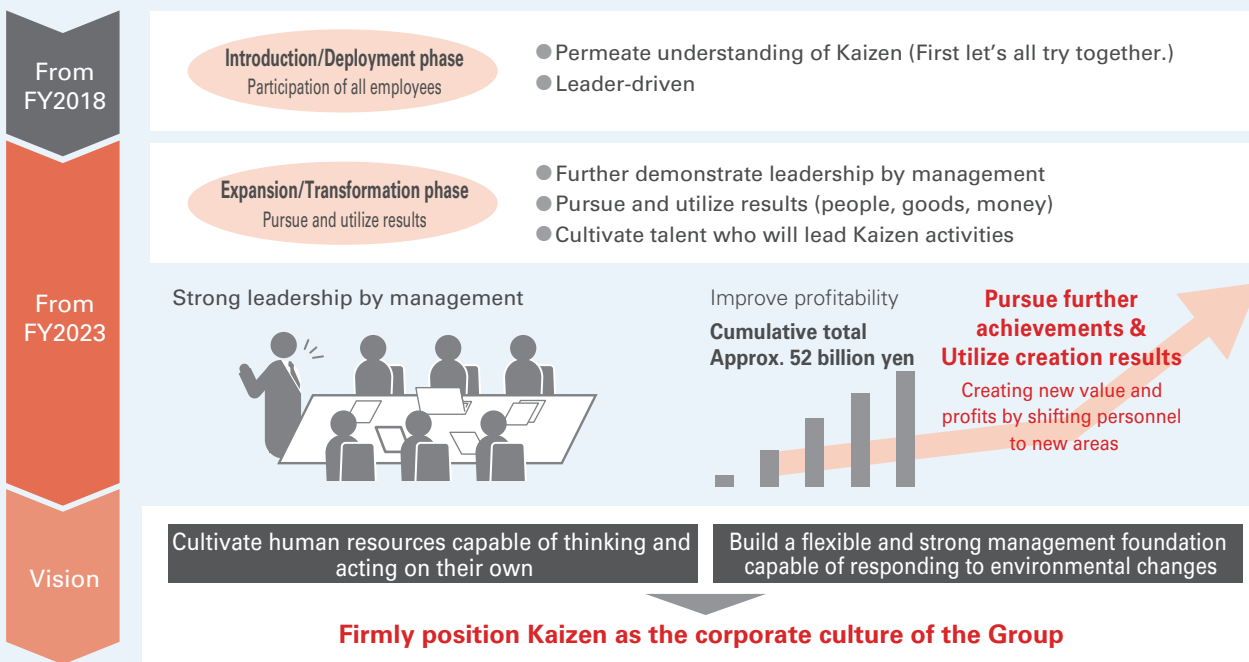 From
FY2018
Introduction/Deployment phase
Participation of all employees
● Permeate understanding of Kaizen (First let's all try together.)
● Leader-driven
From
FY2023
Expansion/Transformation phase
Pursue and utilize results
● Further demonstrate leadership by management
● Pursue and utilize results (people, goods, money)
● Cultivate talent who will lead Kaizen activities
Strong leadership by management
Improve profitability
Cumulative total
Approx. 52 billion yen
Pursue further
achievements &
Utilize creation results
Creating new value and
profits by shifting personnel
to new areas
Vision
Cultivate human resources capable of thinking and
acting on their own
Build a flexible and strong management foundation
capable of responding to environmental changes
Firmly position Kaizen as the corporate culture of the Group